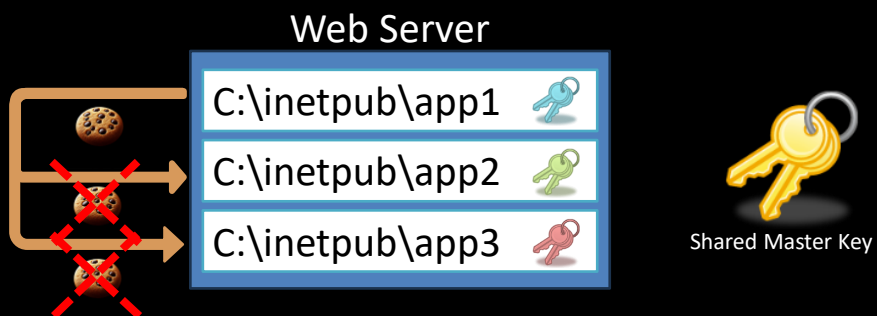 Web Server
C:\inetpub\app1
C:\inetpub\app2
C:\inetpub\app3
Shared Master Key